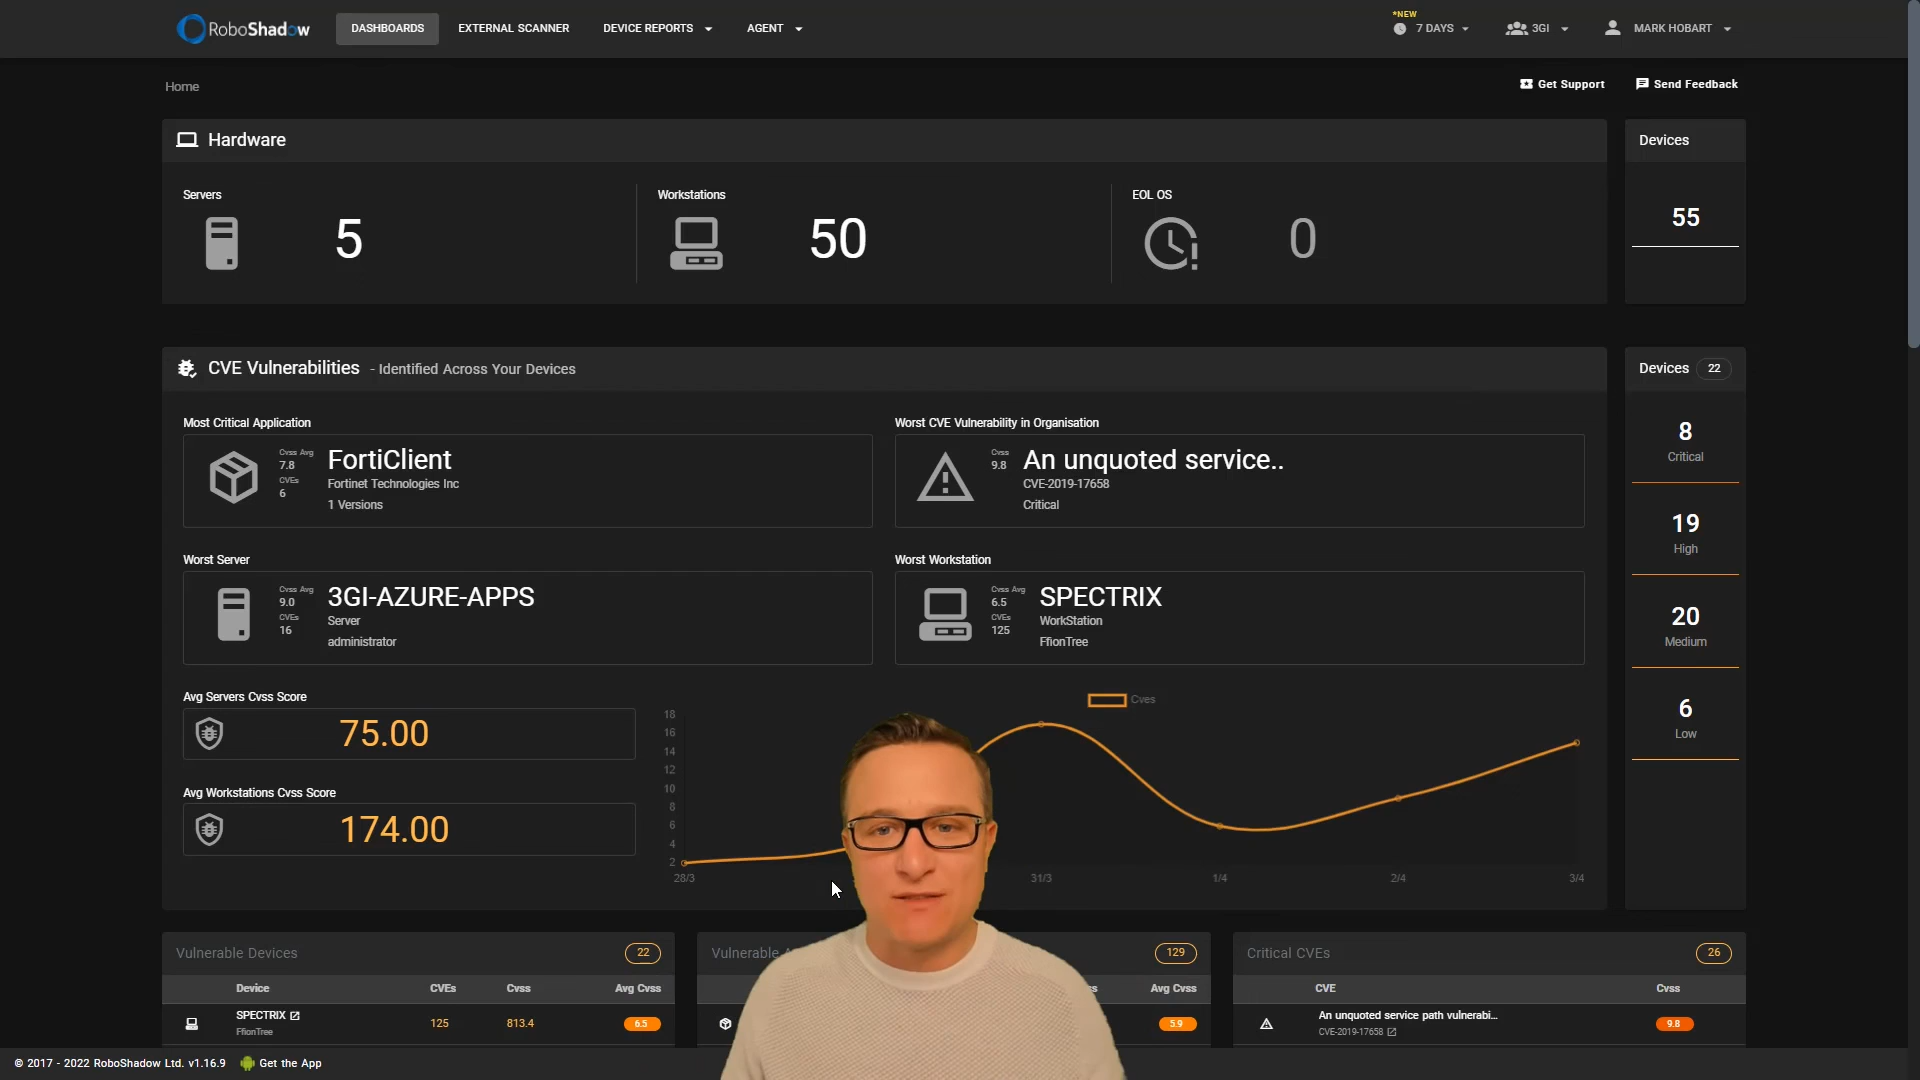 RoboShadow
DASHBOARDS
EXTERNAL SCANNER
DEVICE REPORTS
AGENT
*NEW
7 DAYS
3GI
MARK HOBART
Home
Get Support
Send Feedback
Hardware
Devices
Servers
5
Workstations
50
EOL OS
0
55
CVE Vulnerabilities - Identified Across Your Devices
Devices 22
Most Critical Application
Cvss Avg
7.8
CVEs
6
FortiClient
Fortinet Technologies Inc
1 Versions
Worst CVE Vulnerability in Organisation
Cvss
9.8
An unquoted service..
CVE-2019-17658
Critical
8
Critical
19
High
20
Medium
6
Low
Worst Server
Cvss Avg
9.0
CVEs
16
3GI-AZURE-APPS
Server
administrator
Worst Workstation
Cvss Avg
6.5
CVEs
125
SPECTRIX
WorkStation
FfionTree
Avg Servers Cvss Score
75.00
Avg Workstations Cvss Score
174.00
Cves
18
16
14
12
10
8
6
4
2
28/3
31/3
1/4
2/4
3/4
Vulnerable Devices 22
Device CVEs Cvss Avg Cvss
SPECTRIX 125 813.4 6.5
FfionTree
Vulnerable 129
Avg Cvss
5.9
Critical CVEs 26
CVE Cvss
An unquoted service path vulnerabi... 9.8
CVE-2019-17658
© 2017 - 2022 RoboShadow Ltd. v1.16.9
Get the App